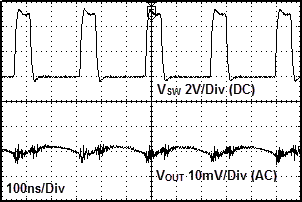 VSW 2V/Div (DC)
VOUT 10mV/Div (AC)
100ns/Div